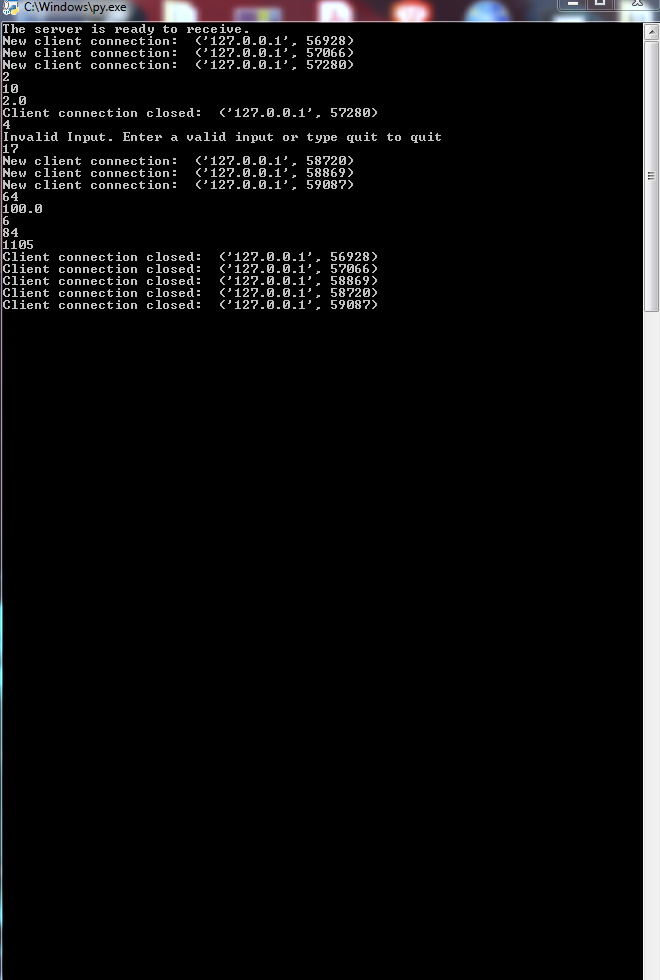 C:\Windows\py.exe
The server is ready to receive.
New client connection:  ('127.0.0.1', 56928)
New client connection:  ('127.0.0.1', 57066)
New client connection:  ('127.0.0.1', 57280)
2
10
2.0
Client connection closed:  ('127.0.0.1', 57280)
4
Invalid Input. Enter a valid input or type quit to quit
17
New client connection:  ('127.0.0.1', 58720)
New client connection:  ('127.0.0.1', 58869)
New client connection:  ('127.0.0.1', 59087)
64
100.0
6
84
1105
Client connection closed:  ('127.0.0.1', 56928)
Client connection closed:  ('127.0.0.1', 57066)
Client connection closed:  ('127.0.0.1', 58869)
Client connection closed:  ('127.0.0.1', 58720)
Client connection closed:  ('127.0.0.1', 59087)